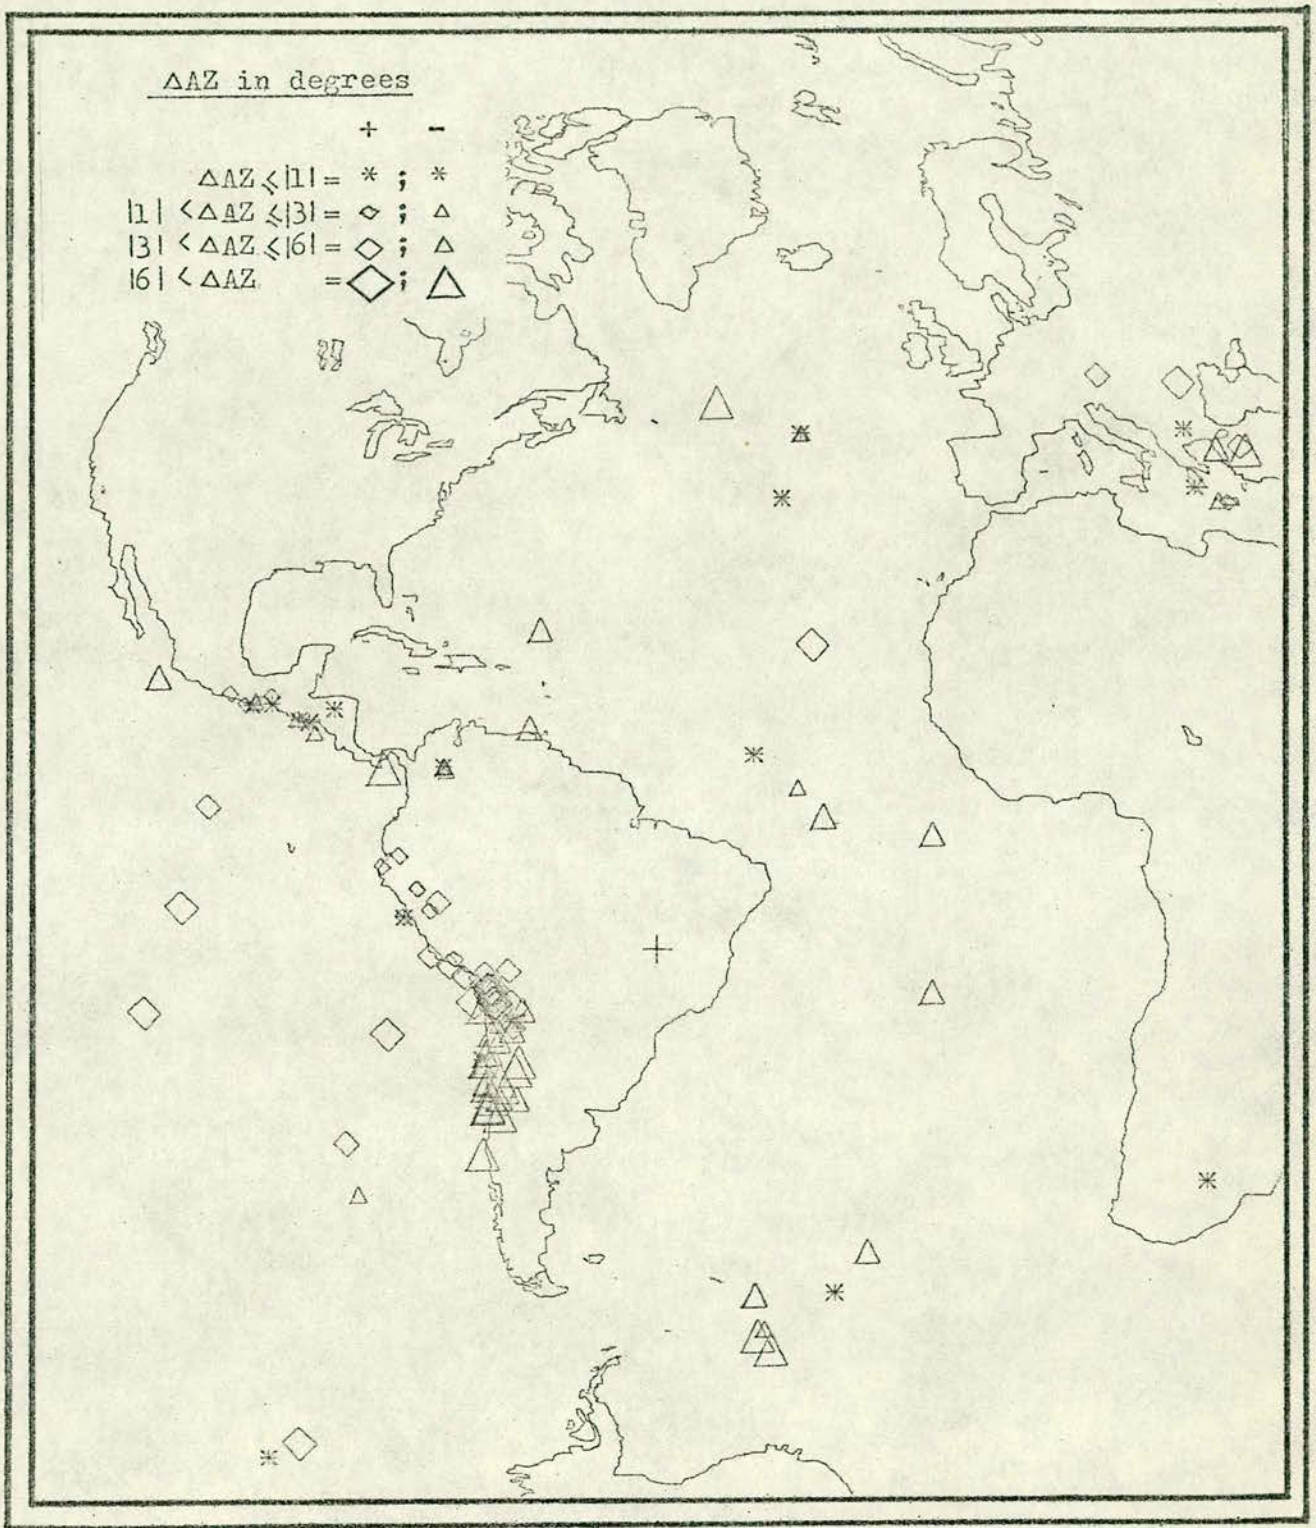 ΔAZ in degrees
+ -
ΔAZ ⩽|1| = * ; *
|1| < ΔAZ ⩽|3| = ◇ ; △
|3| < ΔAZ ⩽|6| = ◇ ; △
|6| < ΔAZ = ◇ ; △